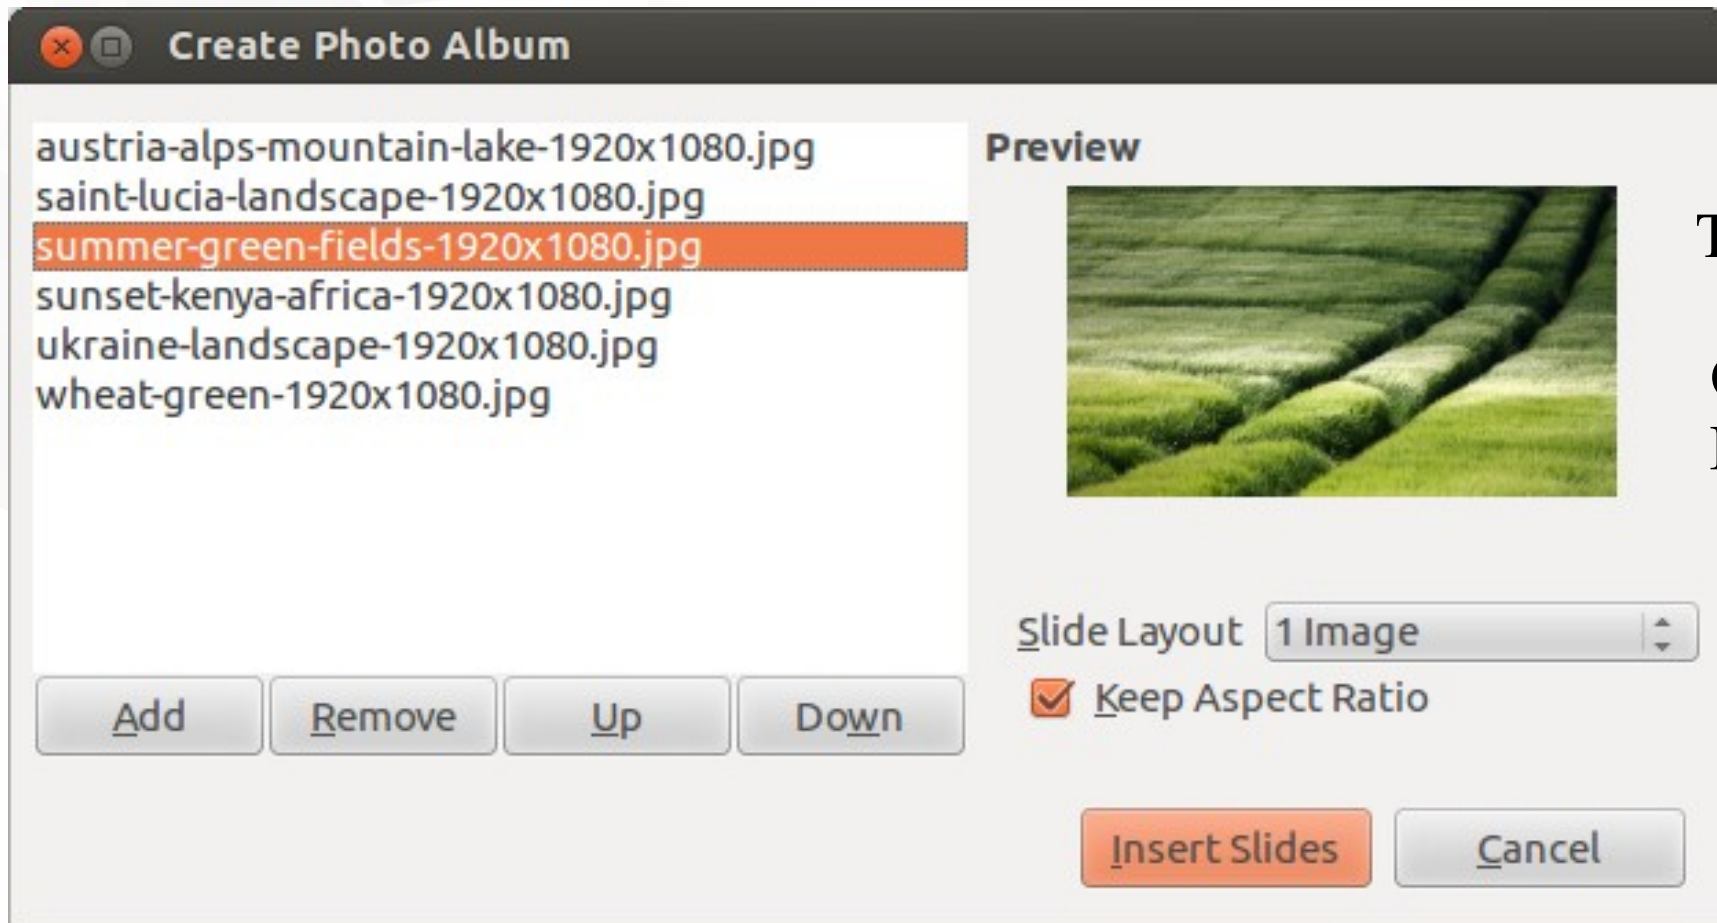 Create Photo Album
austria-alps-mountain-lake-1920x1080.jpg
saint-lucia-landscape-1920x1080.jpg
summer-green-fields-1920x1080.jpg
sunset-kenya-africa-1920x1080.jpg
ukraine-landscape-1920x1080.jpg
wheat-green-1920x1080.jpg
Add Remove Up Down
Preview
Slide Layout 1 Image
Keep Aspect Ratio
Insert Slides Cancel